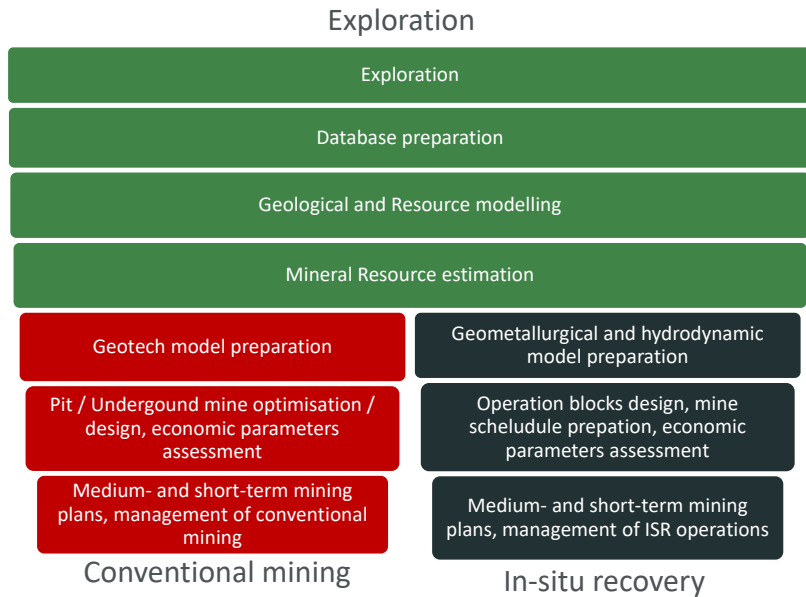 Exploration
Exploration
Database preparation
Geological and Resource modelling
Mineral Resource estimation
Geotech model preparation
Pit / Undergound mine optimisation /
design, economic parameters
assessment
Medium- and short-term mining
plans, management of conventional
mining
Conventional mining
Geometallurgical and hydrodynamic
model preparation
Operation blocks design, mine
scheludule prepation, economic
parameters assessment
Medium- and short-term mining
plans, management of ISR operations
In-situ recovery